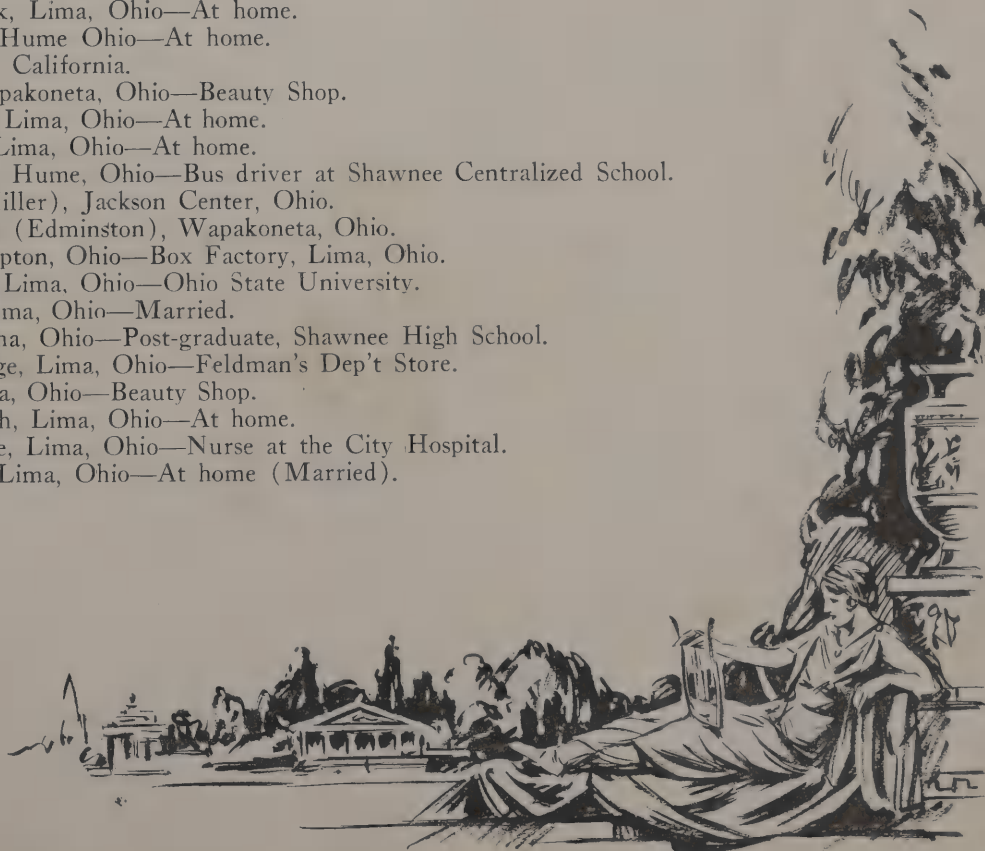 k, Lima, Ohio—At home.
Hume Ohio—At home.
California.
pakoneta, Ohio—Beauty Shop.
Lima, Ohio—At home.
Lima, Ohio—At home.
Hume, Ohio—Bus driver at Shawnee Centralized School.
iller), Jackson Center, Ohio.
(Edminston), Wapakoneta, Ohio.
pton, Ohio—Box Factory, Lima, Ohio.
Lima, Ohio—Ohio State University.
ma, Ohio—Married.
na, Ohio—Post-graduate, Shawnee High School.
ge, Lima, Ohio—Feldman's Dep't Store.
a, Ohio—Beauty Shop.
h, Lima, Ohio—At home.
e, Lima, Ohio—Nurse at the City Hospital.
Lima, Ohio—At home (Married).